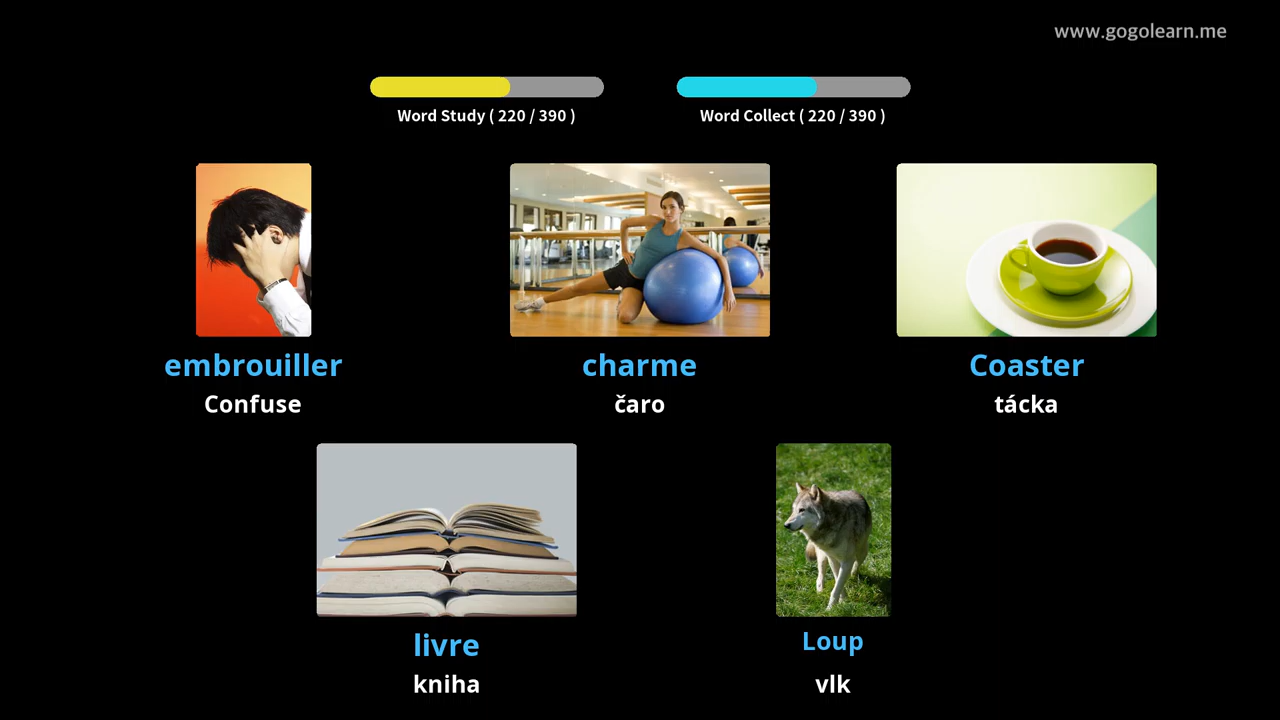 www.gogolearn.me
Word Study ( 220 / 390 )
Word Collect ( 220 / 390 )
embrouiller
Confuse
charme
čaro
Coaster
tácka
livre
kniha
Loup
vlk